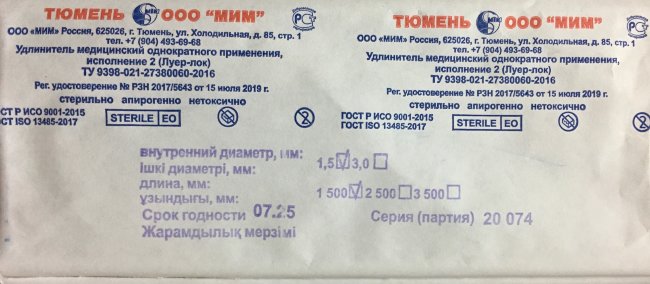 ТЮМЕНЬ МИМ ООО "МИМ"
ООО «МИМ» Россия, 625026, г. Тюмень, ул. Холодильная, д. 85, стр. 1
тел. +7 (904) 493-69-68
Удлинитель медицинский однократного применения,
исполнение 2 (Луер-лок)
ТУ 9398-021-27380060-2016
Рег. удостоверение № РЗН 2017/5643 от 15 июля 2019 г.
стерильно апирогенно нетоксично
ГОСТ Р ИСО 9001-2015
ГОСТ ISO 13485-2017
STERILE EO
ТЮМЕНЬ МИМ ООО "МИМ"
ООО «МИМ» Россия, 625026, г. Тюмень, ул. Холодильная, д. 85, стр. 1
тел. +7 (904) 493-69-68
Удлинитель медицинский однократного применения,
исполнение 2 (Луер-лок)
ТУ 9398-021-27380060-2016
Рег. удостоверение № РЗН 2017/5643 от 15 июля 2019 г.
стерильно апирогенно нетоксично
ГОСТ Р ИСО 9001-2015
ГОСТ ISO 13485-2017
STERILE EO
внутренний диаметр, мм: 1,5 3,0
ішкі диаметрі, мм:
длина, мм: 1 500 2 500 3 500
ұзындығы, мм:
Срок годности 07.25 Серия (партия) 20 074
Жарамдылық мерзімі